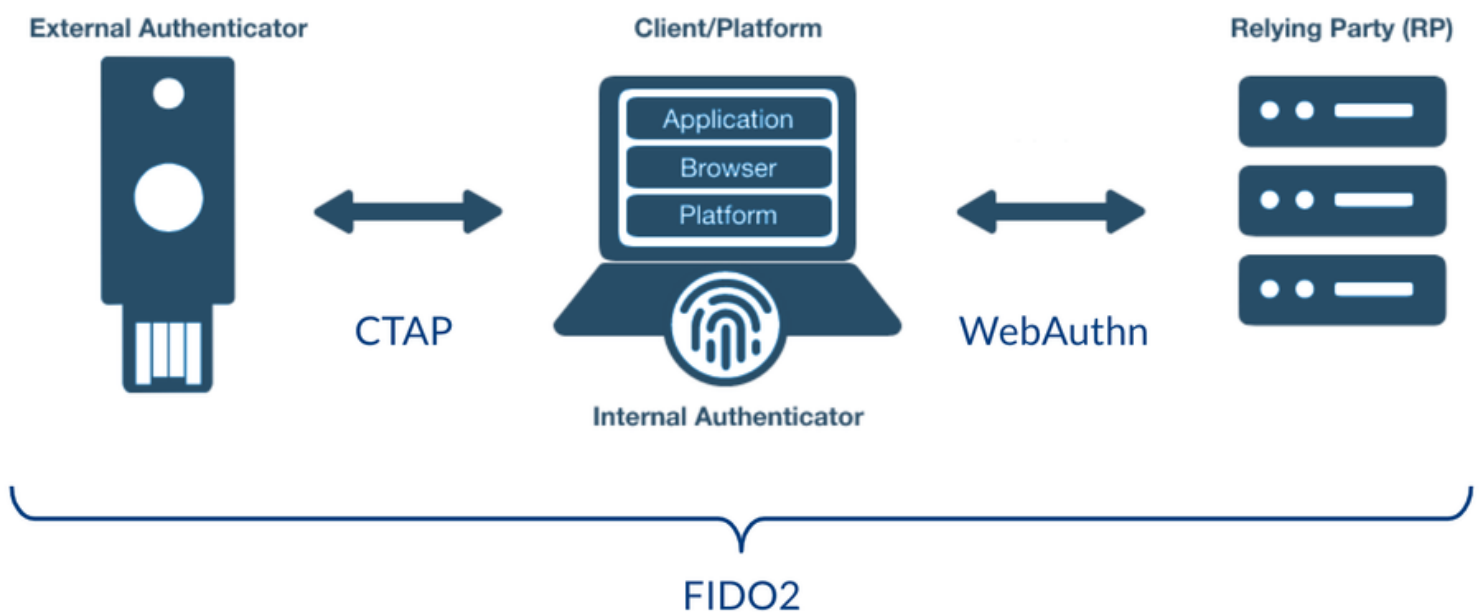 External Authenticator
Client/Platform
Relying Party (RP)
Application
Browser
Platform
CTAP
WebAuthn
Internal Authenticator
FIDO2